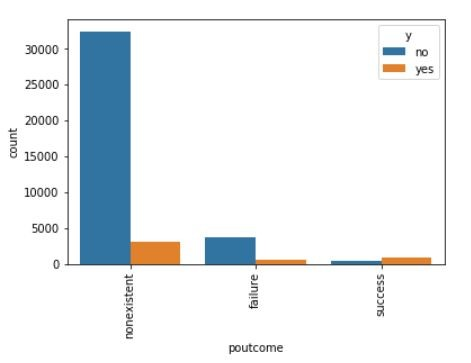 y
no
yes
30000
25000
20000
15000
10000
5000
0
count
nonexistent
failure
success
poutcome